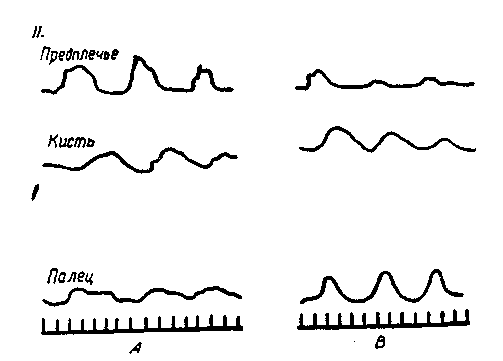 II.
Предплечье
Кисть
Палец
А
В